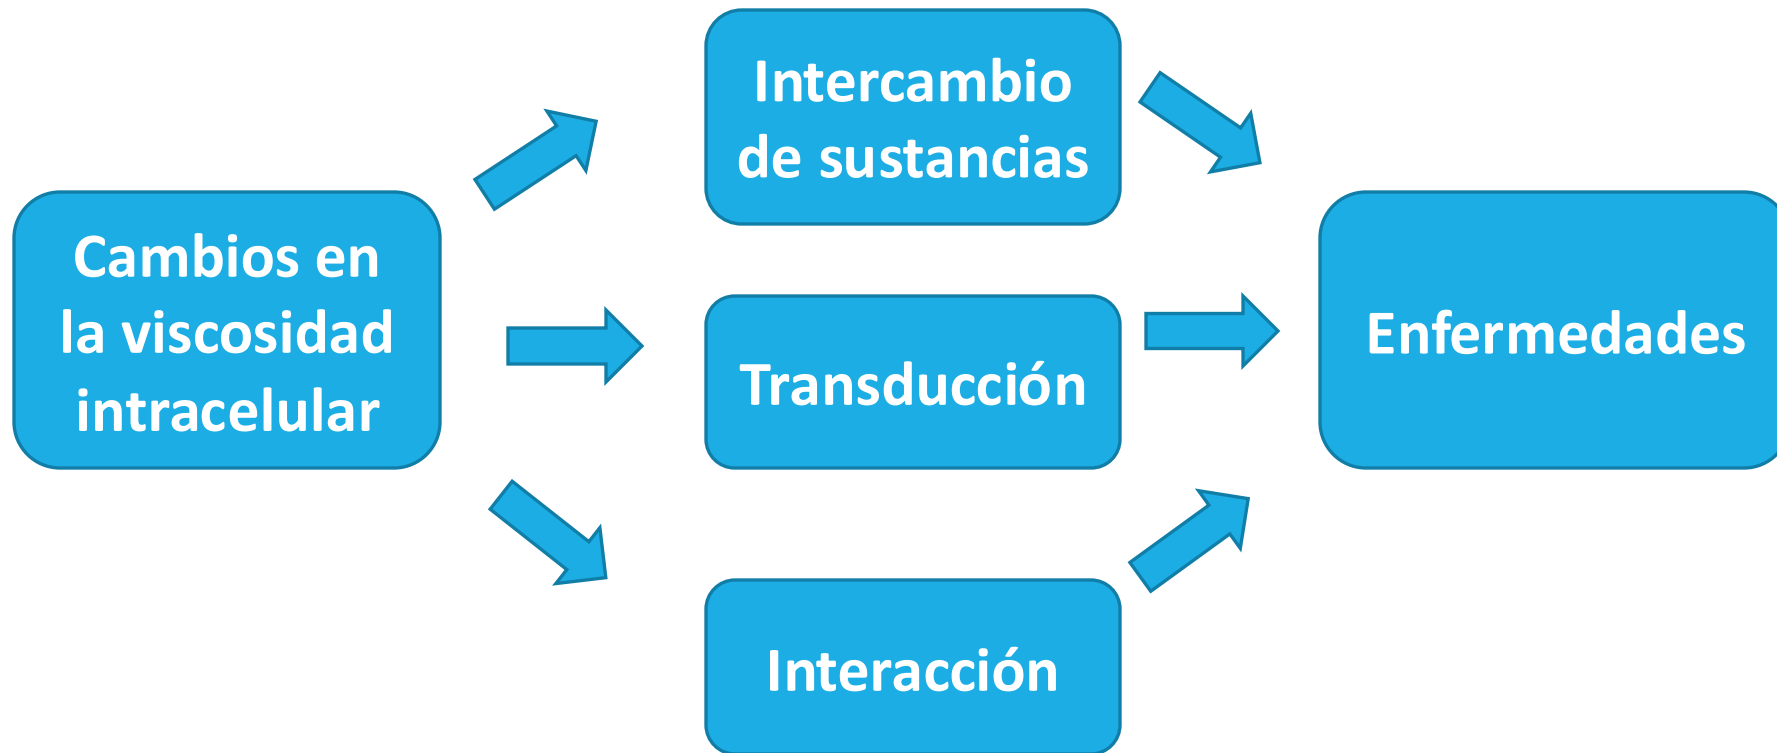 Cambios en
la viscosidad
intracelular
Intercambio
de sustancias
Transducción
Interacción
Enfermedades